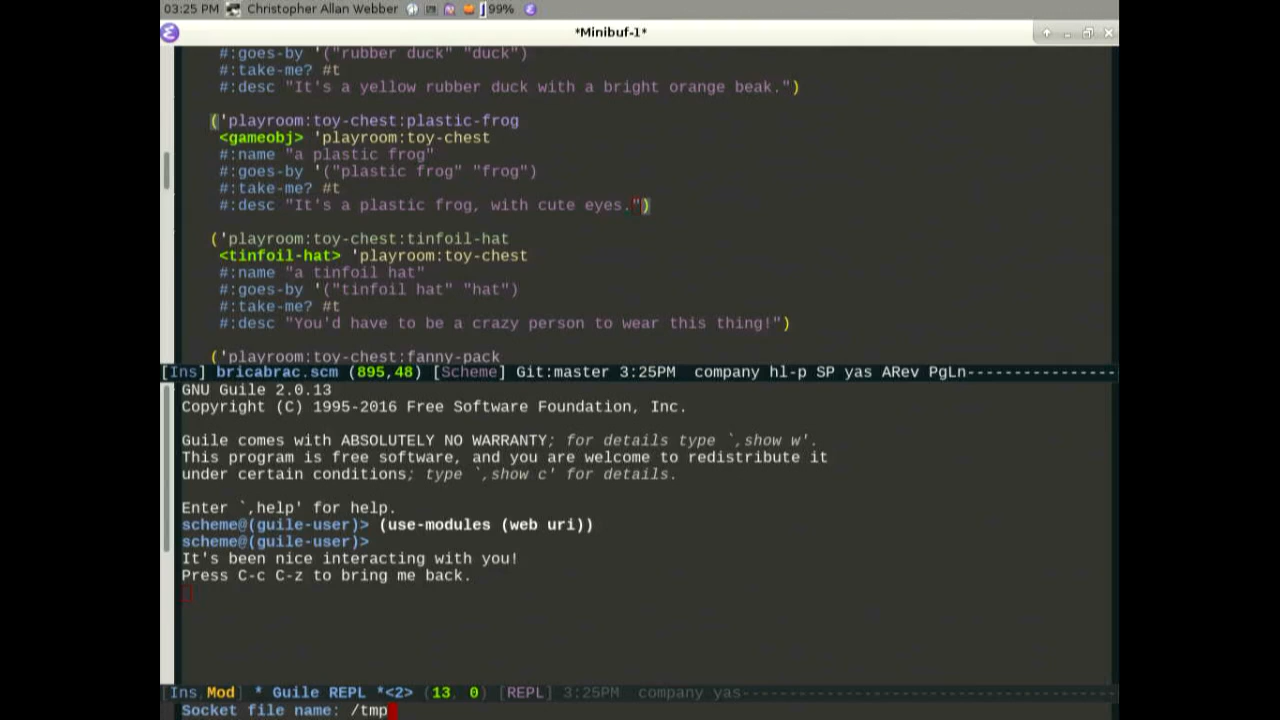 03:25 PM Christopher Allan Webber 99%
*Minibuf-1*
#:goes-by '("rubber duck" "duck")
#:take-me? #t
#:desc "It's a yellow rubber duck with a bright orange beak.")
('playroom:toy-chest:plastic-frog
<gameobj> 'playroom:toy-chest
#:name "a plastic frog"
#:goes-by '("plastic frog" "frog")
#:take-me? #t
#:desc "It's a plastic frog, with cute eyes.")
('playroom:toy-chest:tinfoil-hat
<tinfoil-hat> 'playroom:toy-chest
#:name "a tinfoil hat"
#:goes-by '("tinfoil hat" "hat")
#:take-me? #t
#:desc "You'd have to be a crazy person to wear this thing!")
('playroom:toy-chest:fanny-pack
[Ins] bricabrac.scm (895,48) [Scheme] Git:master 3:25PM company hl-p SP yas ARev PgLn----------------
GNU Guile 2.0.13
Copyright (C) 1995-2016 Free Software Foundation, Inc.
Guile comes with ABSOLUTELY NO WARRANTY; for details type `,show w'.
This program is free software, and you are welcome to redistribute it
under certain conditions; type `,show c' for details.
Enter `,help' for help.
scheme@(guile-user)> (use-modules (web uri))
scheme@(guile-user)>
It's been nice interacting with you!
Press C-c C-z to bring me back.
[Ins,Mod] * Guile REPL *<2> (13, 0) [REPL] 3:25PM company yas----------------------------------------
Socket file name: /tmp